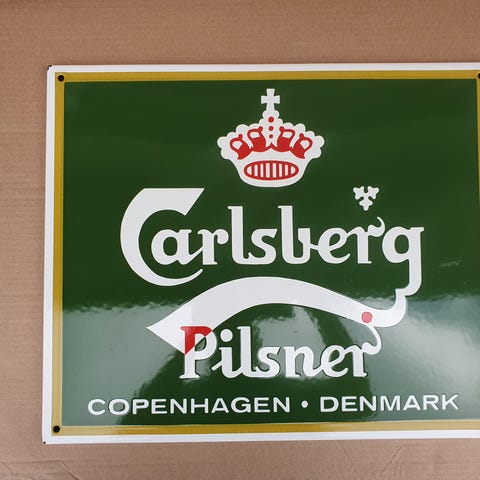 Carlsberg
Pilsner
COPENHAGEN • DENMARK